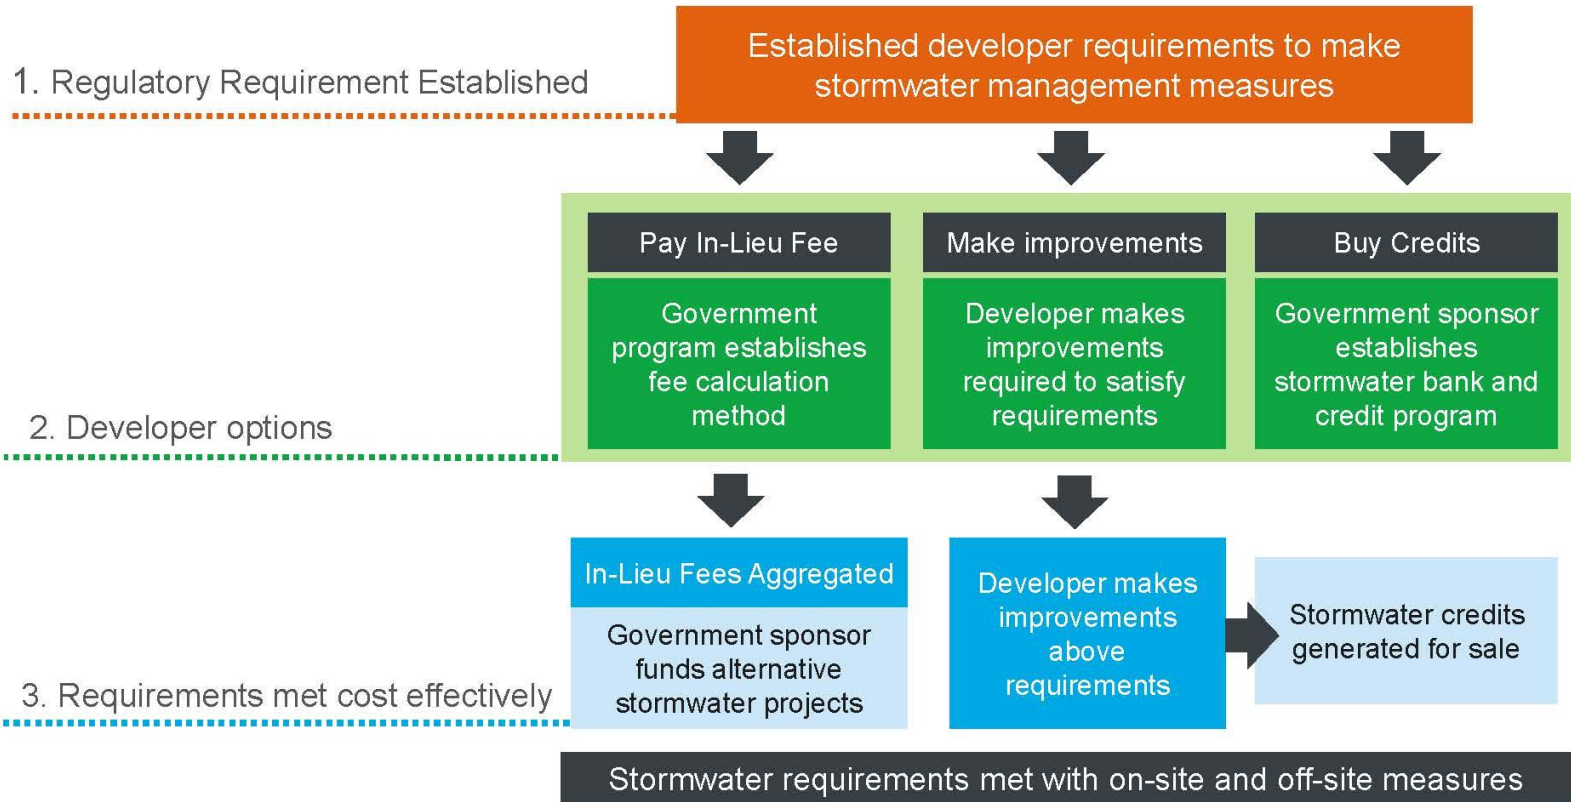 Established developer requirements to make
stormwater management measures
1. Regulatory Requirement Established
Pay In-Lieu Fee
Make improvements
Buy Credits
Government
program establishes
fee calculation
method
Developer makes
improvements
required to satisfy
requirements
Government sponsor
establishes
stormwater bank and
credit program
2. Developer options
In-Lieu Fees Aggregated
Government sponsor
funds alternative
stormwater projects
Developer makes
improvements
above
requirements
Stormwater credits
generated for sale
3. Requirements met cost effectively
Stormwater requirements met with on-site and off-site measures